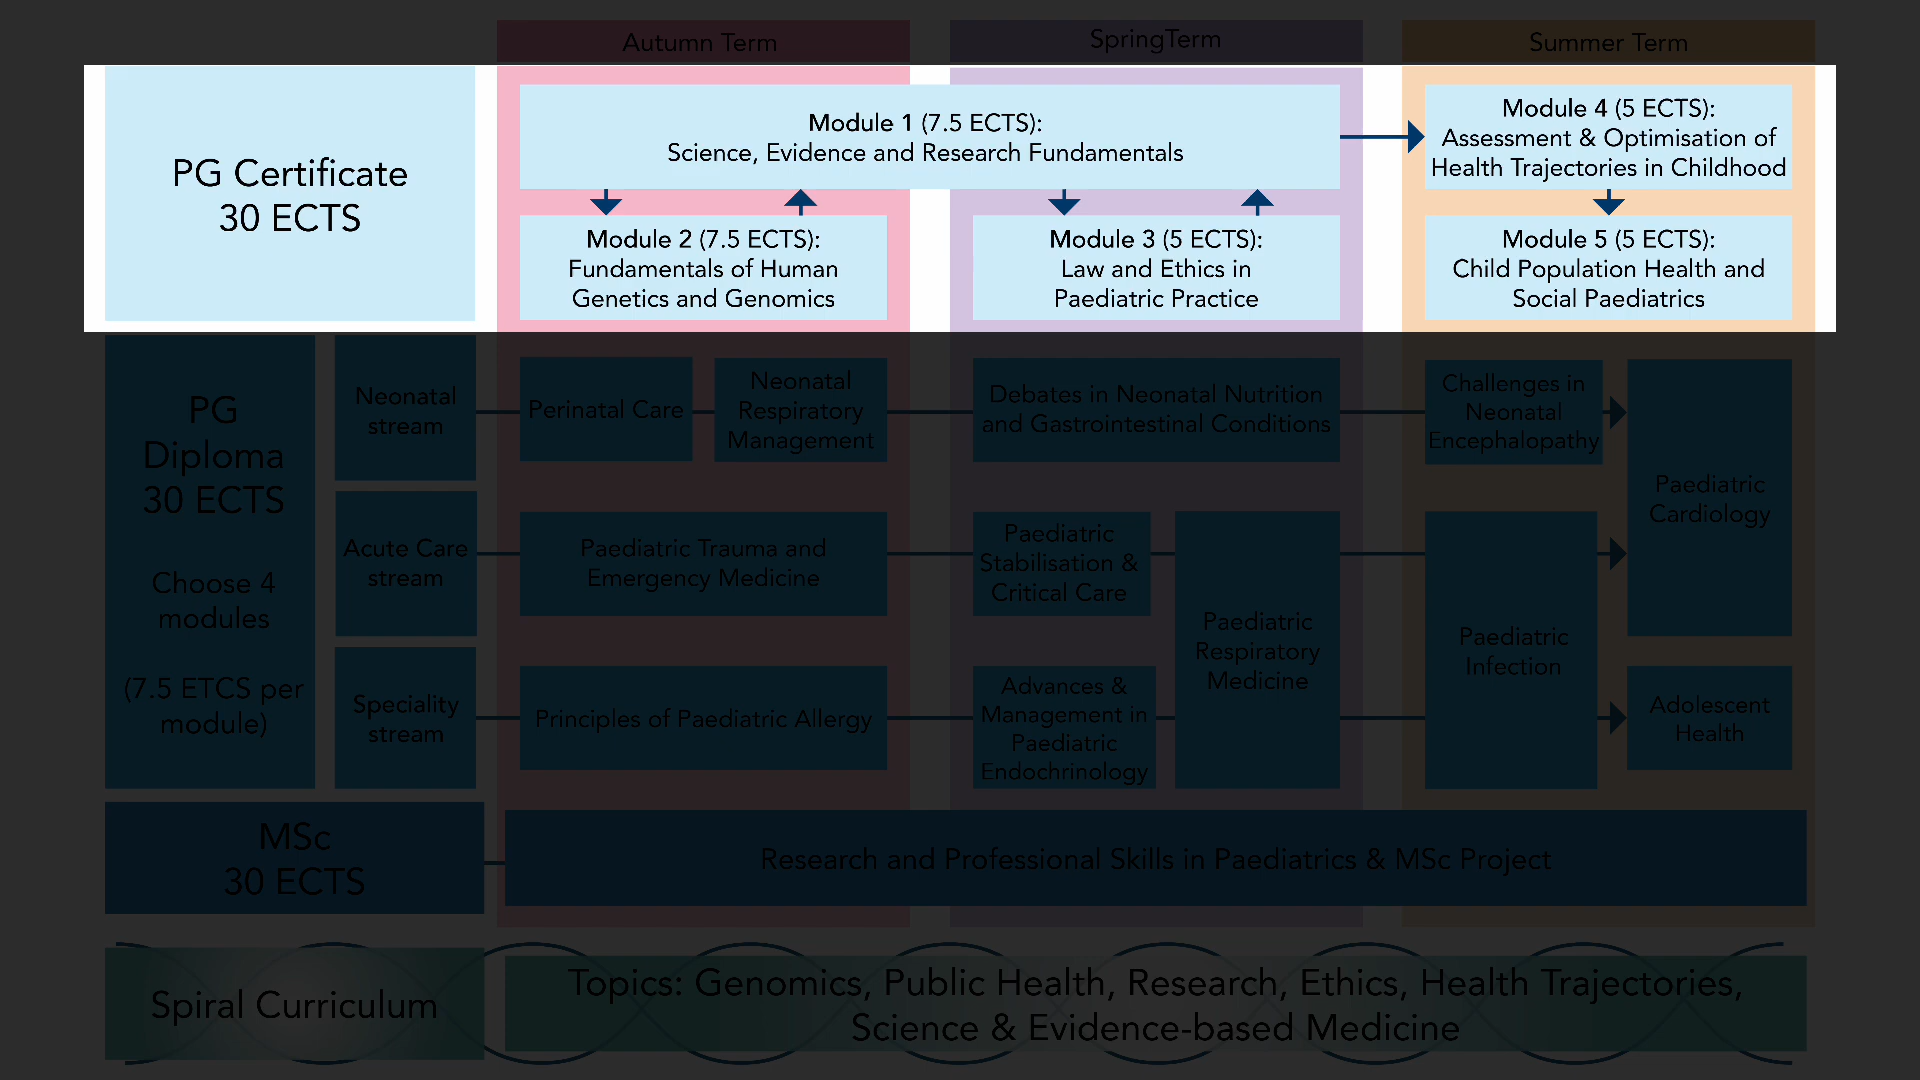 Autumn Term
SpringTerm
Summer Term
PG Certificate
30 ECTS
Module 1 (7.5 ECTS):
Science, Evidence and Research Fundamentals
Module 4 (5 ECTS):
Assessment & Optimisation of
Health Trajectories in Childhood
Module 2 (7.5 ECTS):
Fundamentals of Human
Genetics and Genomics
Module 3 (5 ECTS):
Law and Ethics in
Paediatric Practice
Module 5 (5 ECTS):
Child Population Health and
Social Paediatrics
PG
Diploma
30 ECTS
Choose 4
modules
(7.5 ETCS per
module)
Neonatal
stream
Perinatal Care
Neonatal
Respiratory
Management
Debates in Neonatal Nutrition
and Gastrointestinal Conditions
Challenges in
Neonatal
Encephalopathy
Paediatric
Cardiology
Acute Care
stream
Paediatric Trauma and
Emergency Medicine
Paediatric
Stabilisation &
Critical Care
Paediatric
Respiratory
Medicine
Paediatric
Infection
Speciality
stream
Principles of Paediatric Allergy
Advances &
Management in
Paediatric
Endochrinology
Adolescent
Health
MSc
30 ECTS
Research and Professional Skills in Paediatrics & MSc Project
Spiral Curriculum
Topics: Genomics, Public Health, Research, Ethics, Health Trajectories,
Science & Evidence-based Medicine